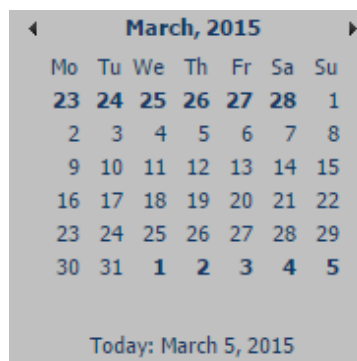 March, 2015
Mo Tu We Th Fr Sa Su
23 24 25 26 27 28 1
2 3 4 5 6 7 8
9 10 11 12 13 14 15
16 17 18 19 20 21 22
23 24 25 26 27 28 29
30 31 1 2 3 4 5
Today: March 5, 2015